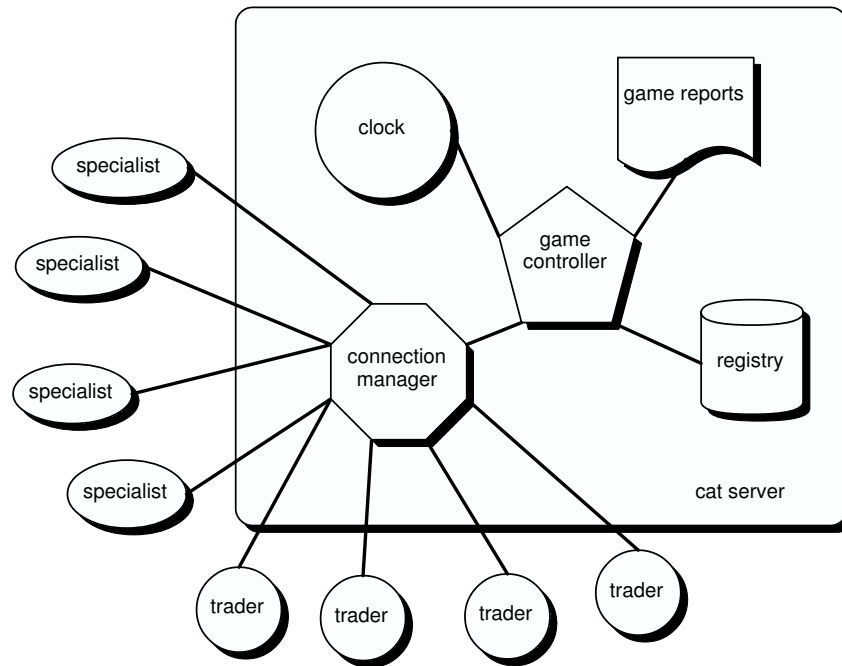 game reports
clock
specialist
game
controller
specialist
connection
manager
registry
specialist
specialist
cat server
trader
trader
trader
trader